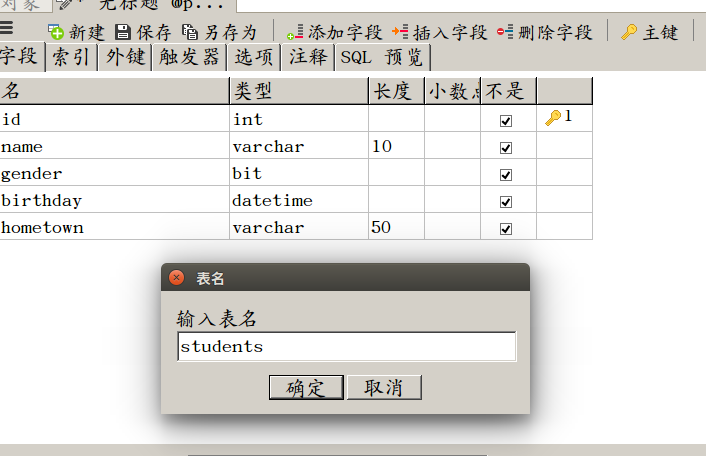 对象 * 无标题 @p...
新建 保存 另存为 添加字段 插入字段 删除字段 主键
字段 索引 外键 触发器 选项 注释 SQL 预览
名 类型 长度 小数点 不是
id int 1
name varchar 10
gender bit
birthday datetime
hometown varchar 50
表名
输入表名
students
确定 取消